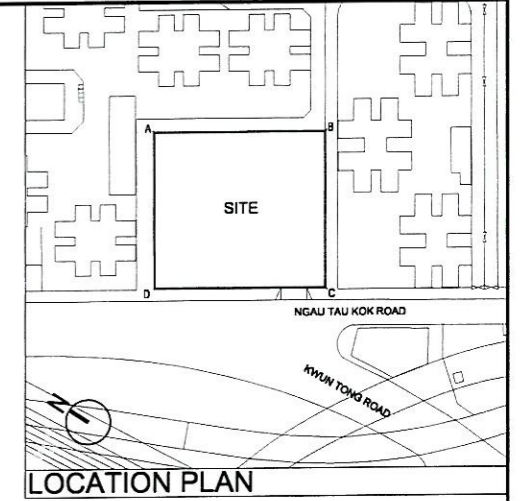 A
B
SITE
D
C
NGAU TAU KOK ROAD
KWUN TONG ROAD
N
LOCATION PLAN